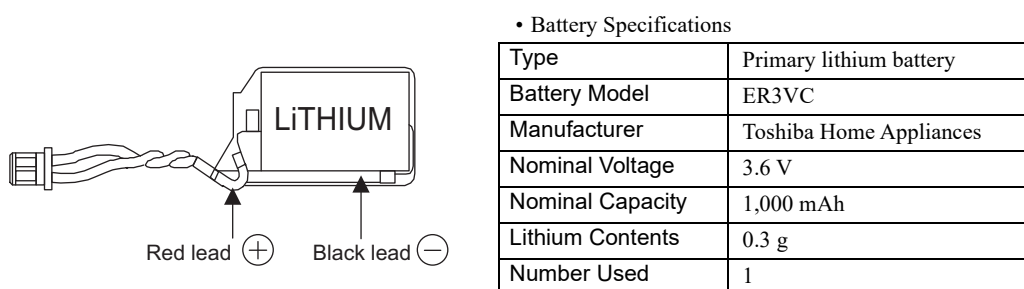 LiTHIUM
Red lead ⊕
Black lead ⊖
• Battery Specifications
Type Primary lithium battery
Battery Model ER3VC
Manufacturer Toshiba Home Appliances
Nominal Voltage 3.6 V
Nominal Capacity 1,000 mAh
Lithium Contents 0.3 g
Number Used 1